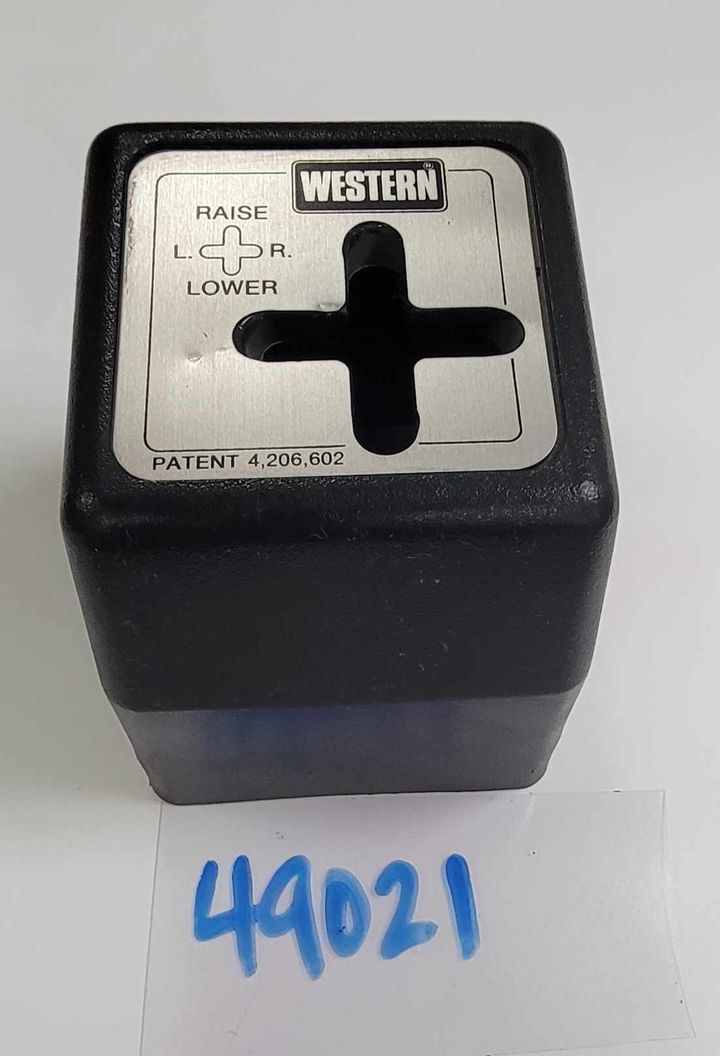 WESTERN®
RAISE
L. R.
LOWER
PATENT 4,206,602
49021